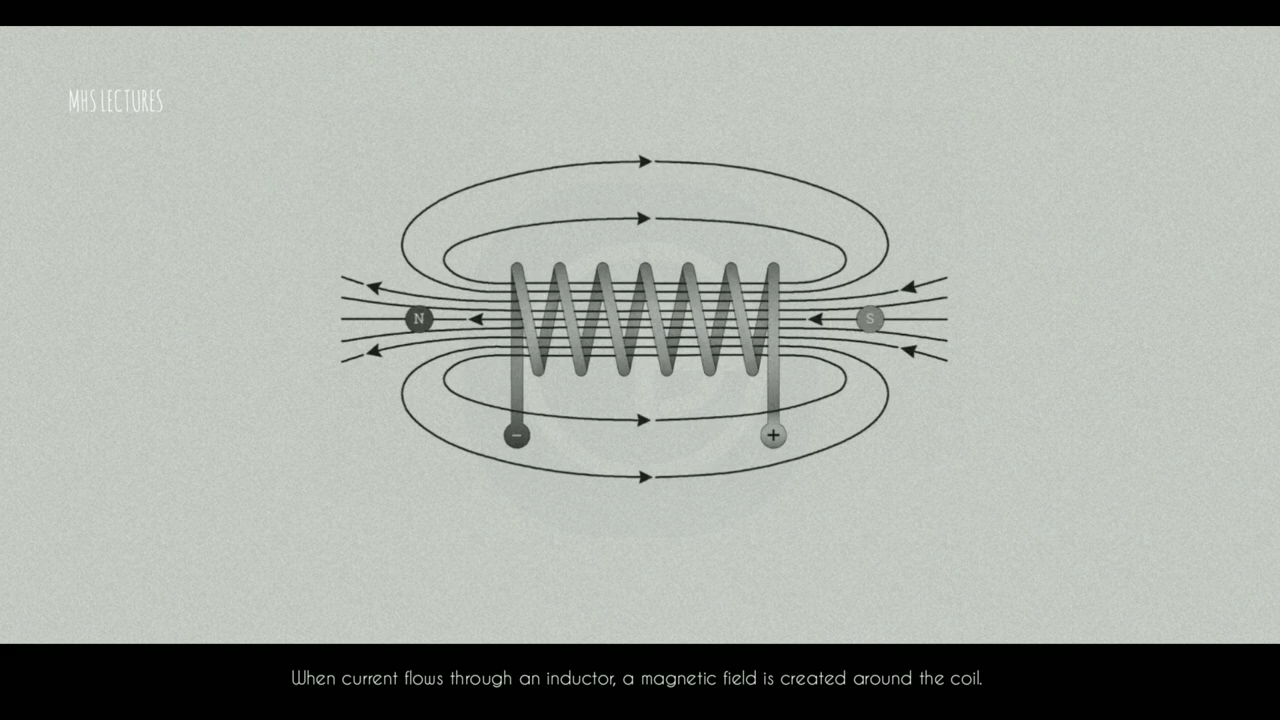 MHS LECTURES
N
S
−
+
When current flows through an inductor, a magnetic field is created around the coil.